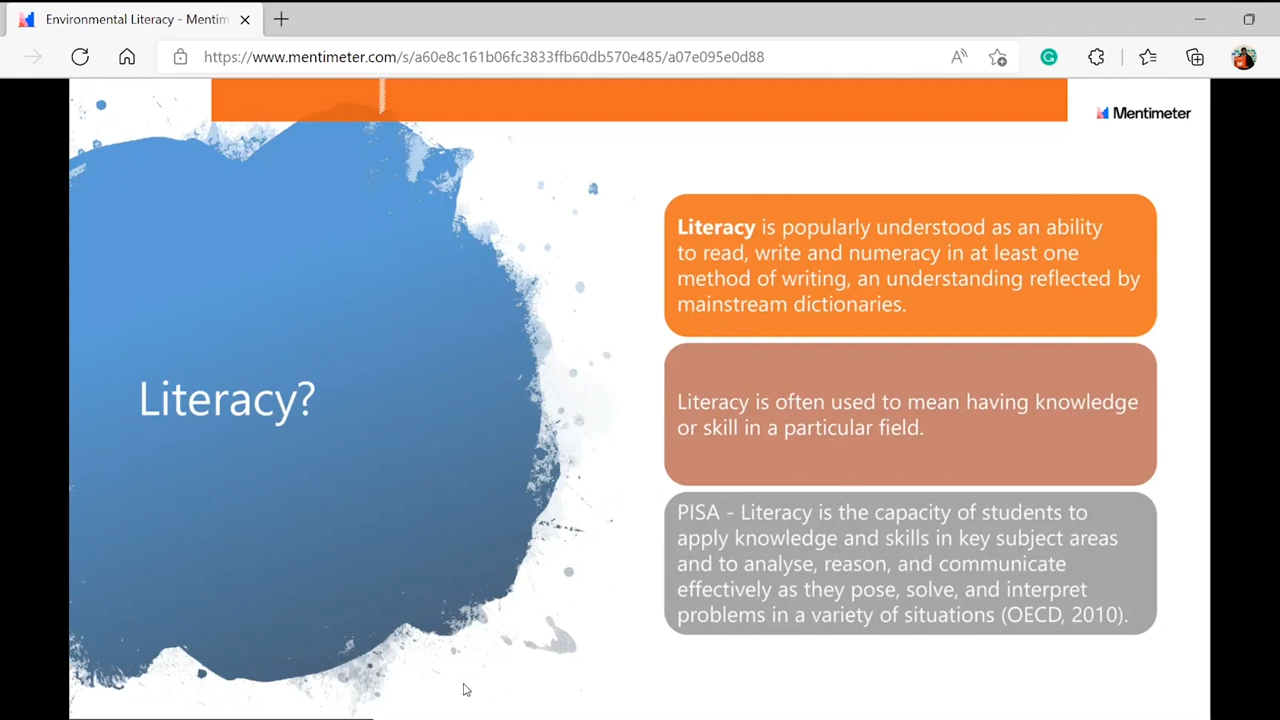 Environmental Literacy - Mentim
https://www.mentimeter.com/s/a60e8c161b06fc3833ffb60db570e485/a07e095e0d88
Mentimeter
Literacy?
Literacy is popularly understood as an ability
to read, write and numeracy in at least one
method of writing, an understanding reflected by
mainstream dictionaries.
Literacy is often used to mean having knowledge
or skill in a particular field.
PISA - Literacy is the capacity of students to
apply knowledge and skills in key subject areas
and to analyse, reason, and communicate
effectively as they pose, solve, and interpret
problems in a variety of situations (OECD, 2010).